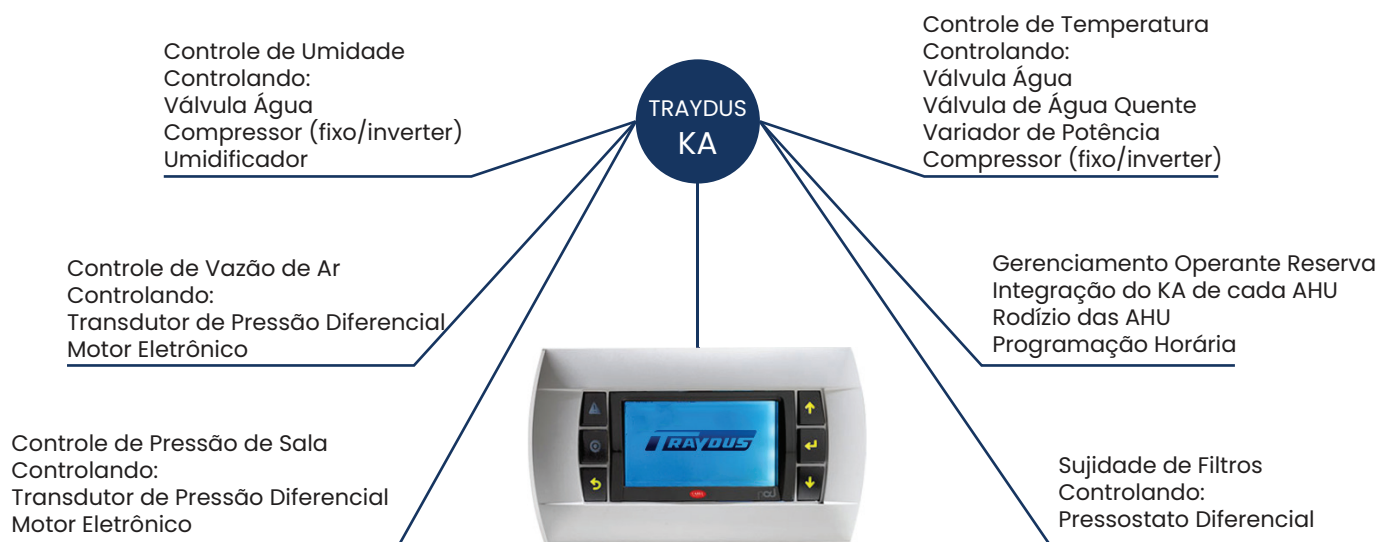 Controle de Umidade
Controlando:
Válvula Água
Compressor (fixo/inverter)
Umidificador
TRAYDUS
KA
Controle de Temperatura
Controlando:
Válvula Água
Válvula de Água Quente
Variador de Potência
Compressor (fixo/inverter)
Controle de Vazão de Ar
Controlando:
Transdutor de Pressão Diferencial
Motor Eletrônico
Gerenciamento Operante Reserva
Integração do KA de cada AHU
Rodízio das AHU
Programação Horária
TRAYDUS
Controle de Pressão de Sala
Controlando:
Transdutor de Pressão Diferencial
Motor Eletrônico
Sujidade de Filtros
Controlando:
Pressostato Diferencial